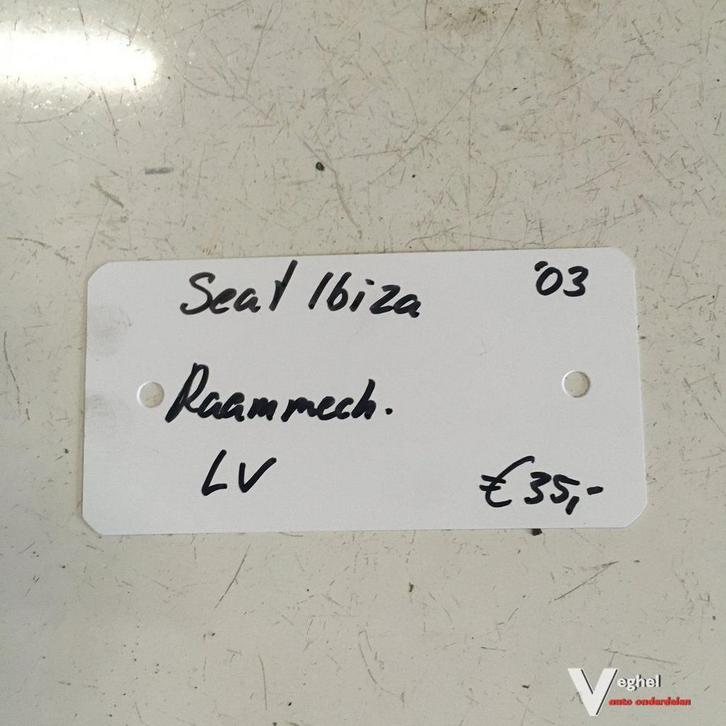 Seat Ibiza '03
Raammech.
LV €35,-
Veghel
auto onderdelen